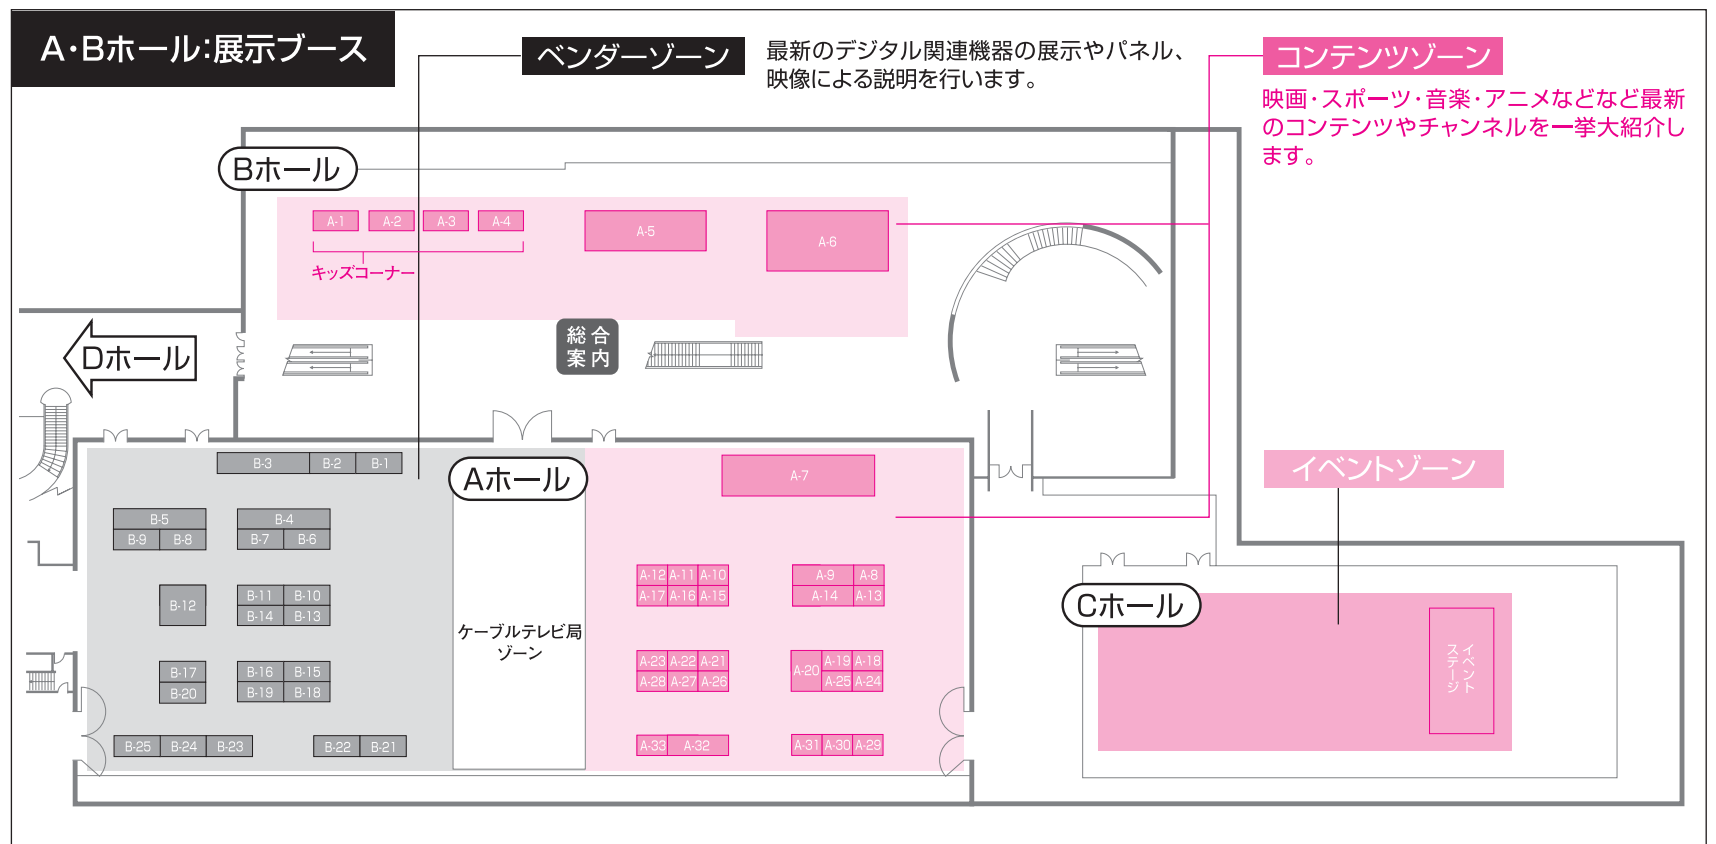 A・Bホール：展示ブース
ベンダーゾーン
最新のデジタル関連機器の展示やパネル、
映像による説明を行います。
コンテンツゾーン
映画・スポーツ・音楽・アニメなどなど最新
のコンテンツやチャンネルを一挙大紹介し
ます。
Bホール
A-1 A-2 A-3 A-4 A-5 A-6
キッズコーナー
総合
案内
Dホール
Aホール
B-3 B-2 B-1
A-7
B-5 B-4
B-9 B-8 B-7 B-6
B-12
B-11 B-10
B-14 B-13
B-17 B-16 B-15
B-20 B-19 B-18
B-25 B-24 B-23 B-22 B-21
ケーブルテレビ局
ゾーン
A-12 A-11 A-10 A-9 A-8
A-17 A-16 A-15 A-14 A-13
A-23 A-22 A-21 A-20 A-19 A-18
A-28 A-27 A-26 A-25 A-24
A-33 A-32 A-31 A-30 A-29
イベントゾーン
Cホール
イベント
ステージ